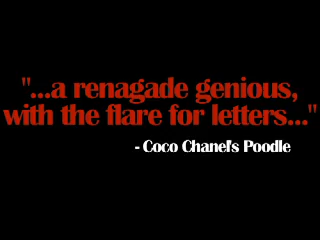 "...a renagade genious,
with the flare for letters..."
- Coco Chanel's Poodle